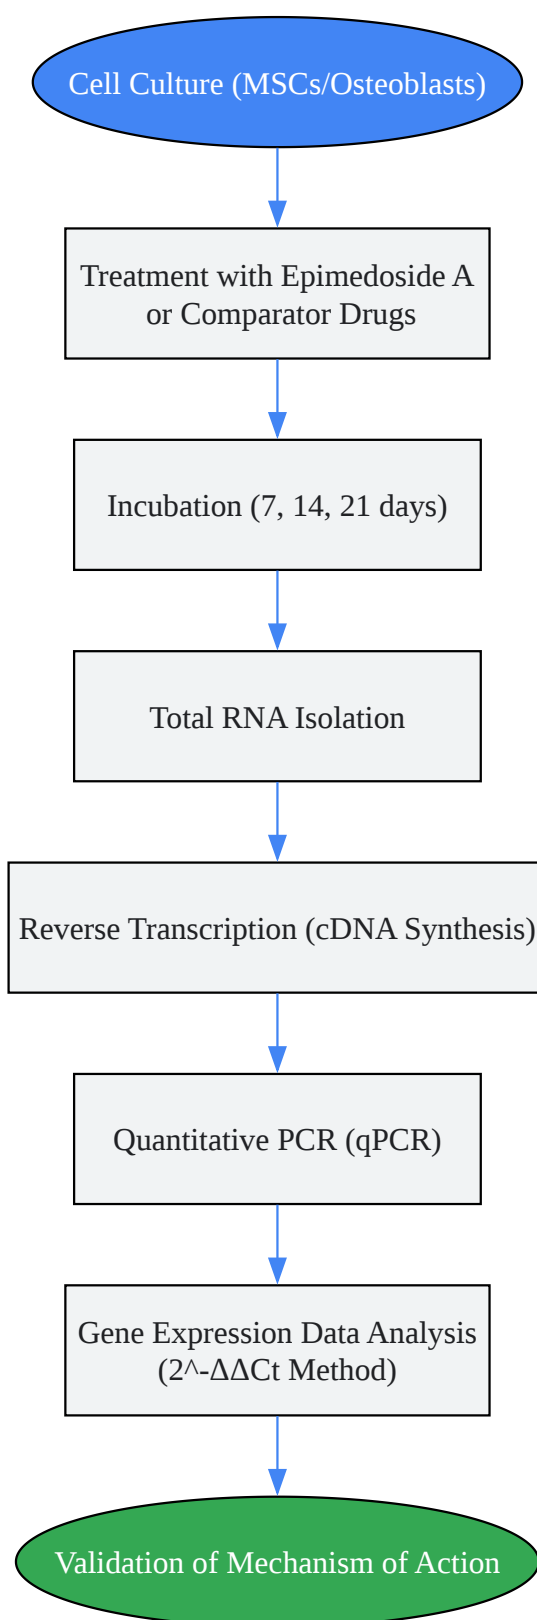 Cell Culture (MSCs/Osteoblasts)
Treatment with Epimedoside A
or Comparator Drugs
Incubation (7, 14, 21 days)
Total RNA Isolation
Reverse Transcription (cDNA Synthesis)
Quantitative PCR (qPCR)
Gene Expression Data Analysis
(2^-ΔΔCt Method)
Validation of Mechanism of Action